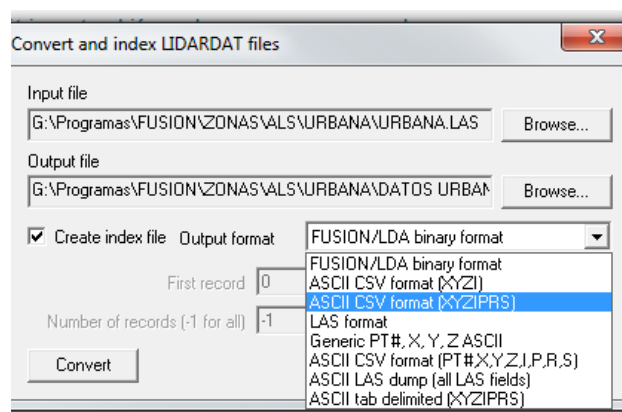 Convert and index LIDARDAT files
Input file
G:\Programas\FUSION\ZONAS\ALS\URBANA\URBANA.LAS
Browse...
Output file
G:\Programas\FUSION\ZONAS\ALS\URBANA\DATOS URBAN
Browse...
Create index file Output format FUSION/LDA binary format
FUSION/LDA binary format
ASCII CSV format (XYZI)
ASCII CSV format (XYZIPRS)
LAS format
Generic PT#, X, Y, Z ASCII
ASCII CSV format (PT#,X,Y,Z,I,P,R,S)
ASCII LAS dump (all LAS fields)
ASCII tab delimited (XYZIPRS)
First record 0
Number of records (-1 for all) -1
Convert